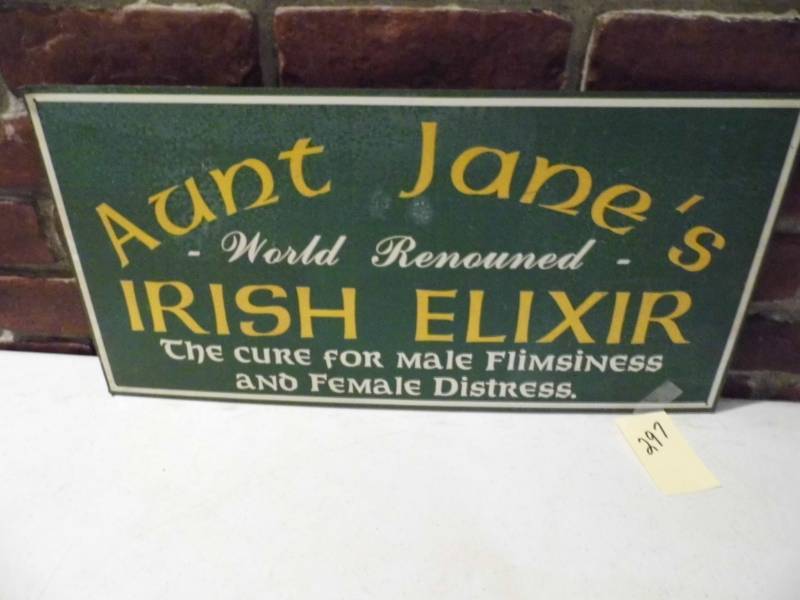 Aunt Jane's
- World Renouned -
IRISH ELIXIR
The cure for Male Flimsiness
and Female Distress.
297